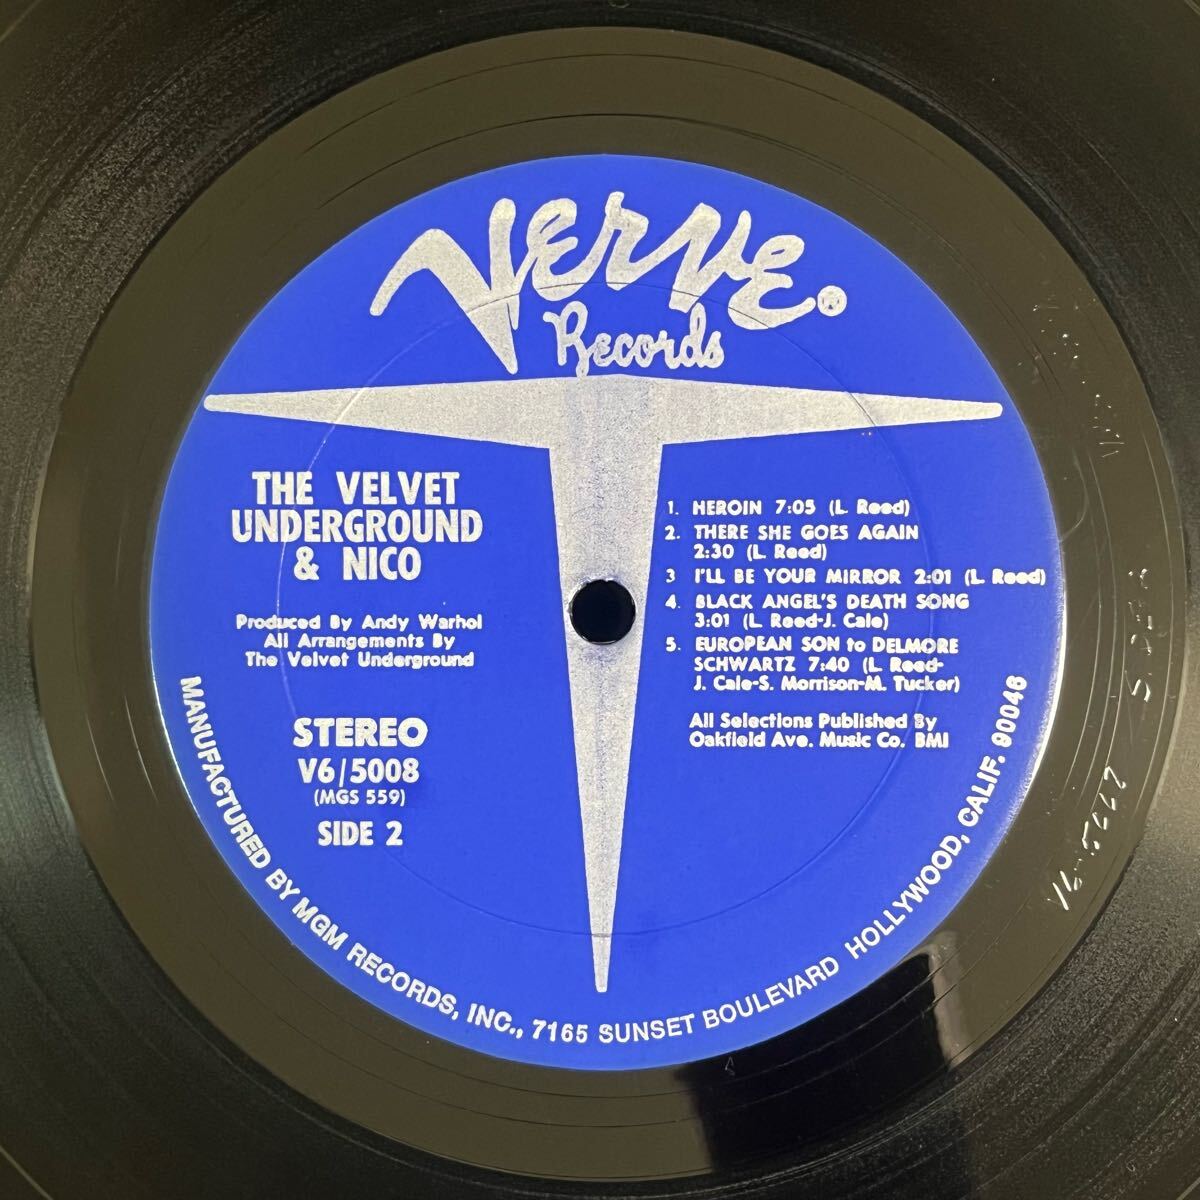 Verve®
Records
THE VELVET
UNDERGROUND
& NICO
Produced By Andy Warhol
All Arrangements By
The Velvet Underground
STEREO
V6/5008
(MGS 559)
SIDE 2
1. HEROIN 7:05 (L. Reed)
2. THERE SHE GOES AGAIN
2:30 (L. Reed)
3 I'LL BE YOUR MIRROR 2:01 (L. Reed)
4. BLACK ANGEL'S DEATH SONG
3:01 (L. Reed-J. Cale)
5. EUROPEAN SON to DELMORE
SCHWARTZ 7:40 (L. Reed-
J. Cale-S. Morrison-M. Tucker)
All Selections Published By
Oakfield Ave. Music Co. BMI
MANUFACTURED BY MGM RECORDS, INC., 7165 SUNSET BOULEVARD HOLLYWOOD, CALIF. 90046